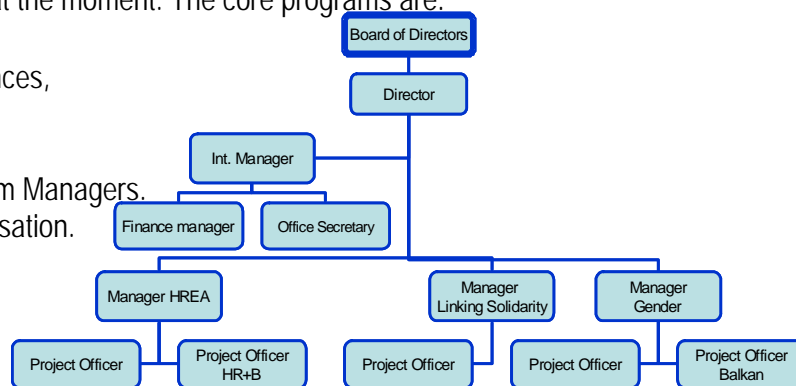 at the moment. The core programs are:
Board of Directors
nces,
Director
Int. Manager
m Managers.
sation.
Finance manager
Office Secretary
Manager HREA
Manager
Linking Solidarity
Manager
Gender
Project Officer
Project Officer
HR+B
Project Officer
Project Officer
Project Officer
Balkan